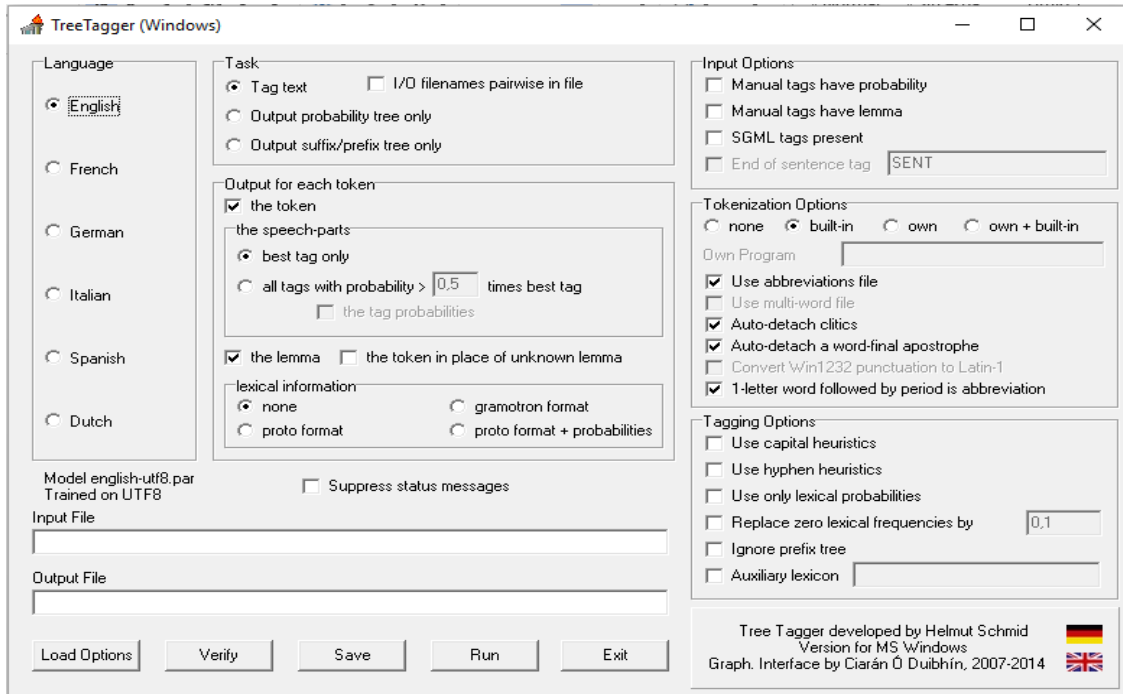 TreeTagger (Windows)
Language
English
French
German
Italian
Spanish
Dutch
Model english-utf8.par
Trained on UTF8
Task
Tag text
I/O filenames pairwise in file
Output probability tree only
Output suffix/prefix tree only
Output for each token
the token
the speech-parts
best tag only
all tags with probability > 0,5 times best tag
the tag probabilities
the lemma
the token in place of unknown lemma
lexical information
none
gramotron format
proto format
proto format + probabilities
Suppress status messages
Input File
Output File
Load Options
Verify
Save
Run
Exit
Input Options
Manual tags have probability
Manual tags have lemma
SGML tags present
End of sentence tag SENT
Tokenization Options
none built-in own own + built-in
Own Program
Use abbreviations file
Use multi-word file
Auto-detach clitics
Auto-detach a word-final apostrophe
Convert Win1232 punctuation to Latin-1
1-letter word followed by period is abbreviation
Tagging Options
Use capital heuristics
Use hyphen heuristics
Use only lexical probabilities
Replace zero lexical frequencies by 0,1
Ignore prefix tree
Auxiliary lexicon
Tree Tagger developed by Helmut Schmid
Version for MS Windows
Graph. Interface by Ciarán Ó Duibhín, 2007-2014